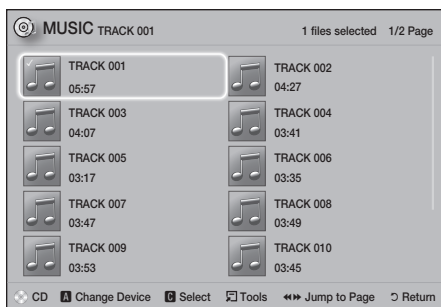 MUSIC TRACK 001 1 files selected 1/2 Page
TRACK 001
05:57
TRACK 002
04:27
TRACK 003
04:07
TRACK 004
03:41
TRACK 005
03:17
TRACK 006
03:35
TRACK 007
03:47
TRACK 008
03:49
TRACK 009
03:53
TRACK 010
03:45
CD A Change Device C Select Tools Jump to Page Return